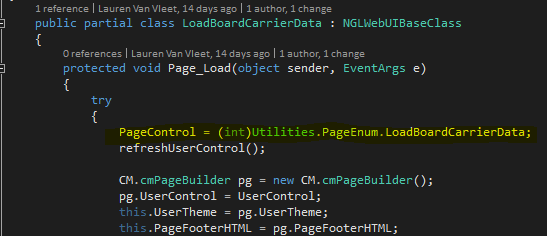 1 reference | Lauren Van Vleet, 14 days ago | 1 author, 1 change
public partial class LoadBoardCarrierData : NGLWebUIBaseClass
{
0 references | Lauren Van Vleet, 14 days ago | 1 author, 1 change
protected void Page_Load(object sender, EventArgs e)
{
try
{
PageControl = (int)Utilities.PageEnum.LoadBoardCarrierData;
refreshUserControl();
CM.cmPageBuilder pg = new CM.cmPageBuilder();
pg.UserControl = UserControl;
this.UserTheme = pg.UserTheme;
this.PageFooterHTML = pg.PageFooterHTML;